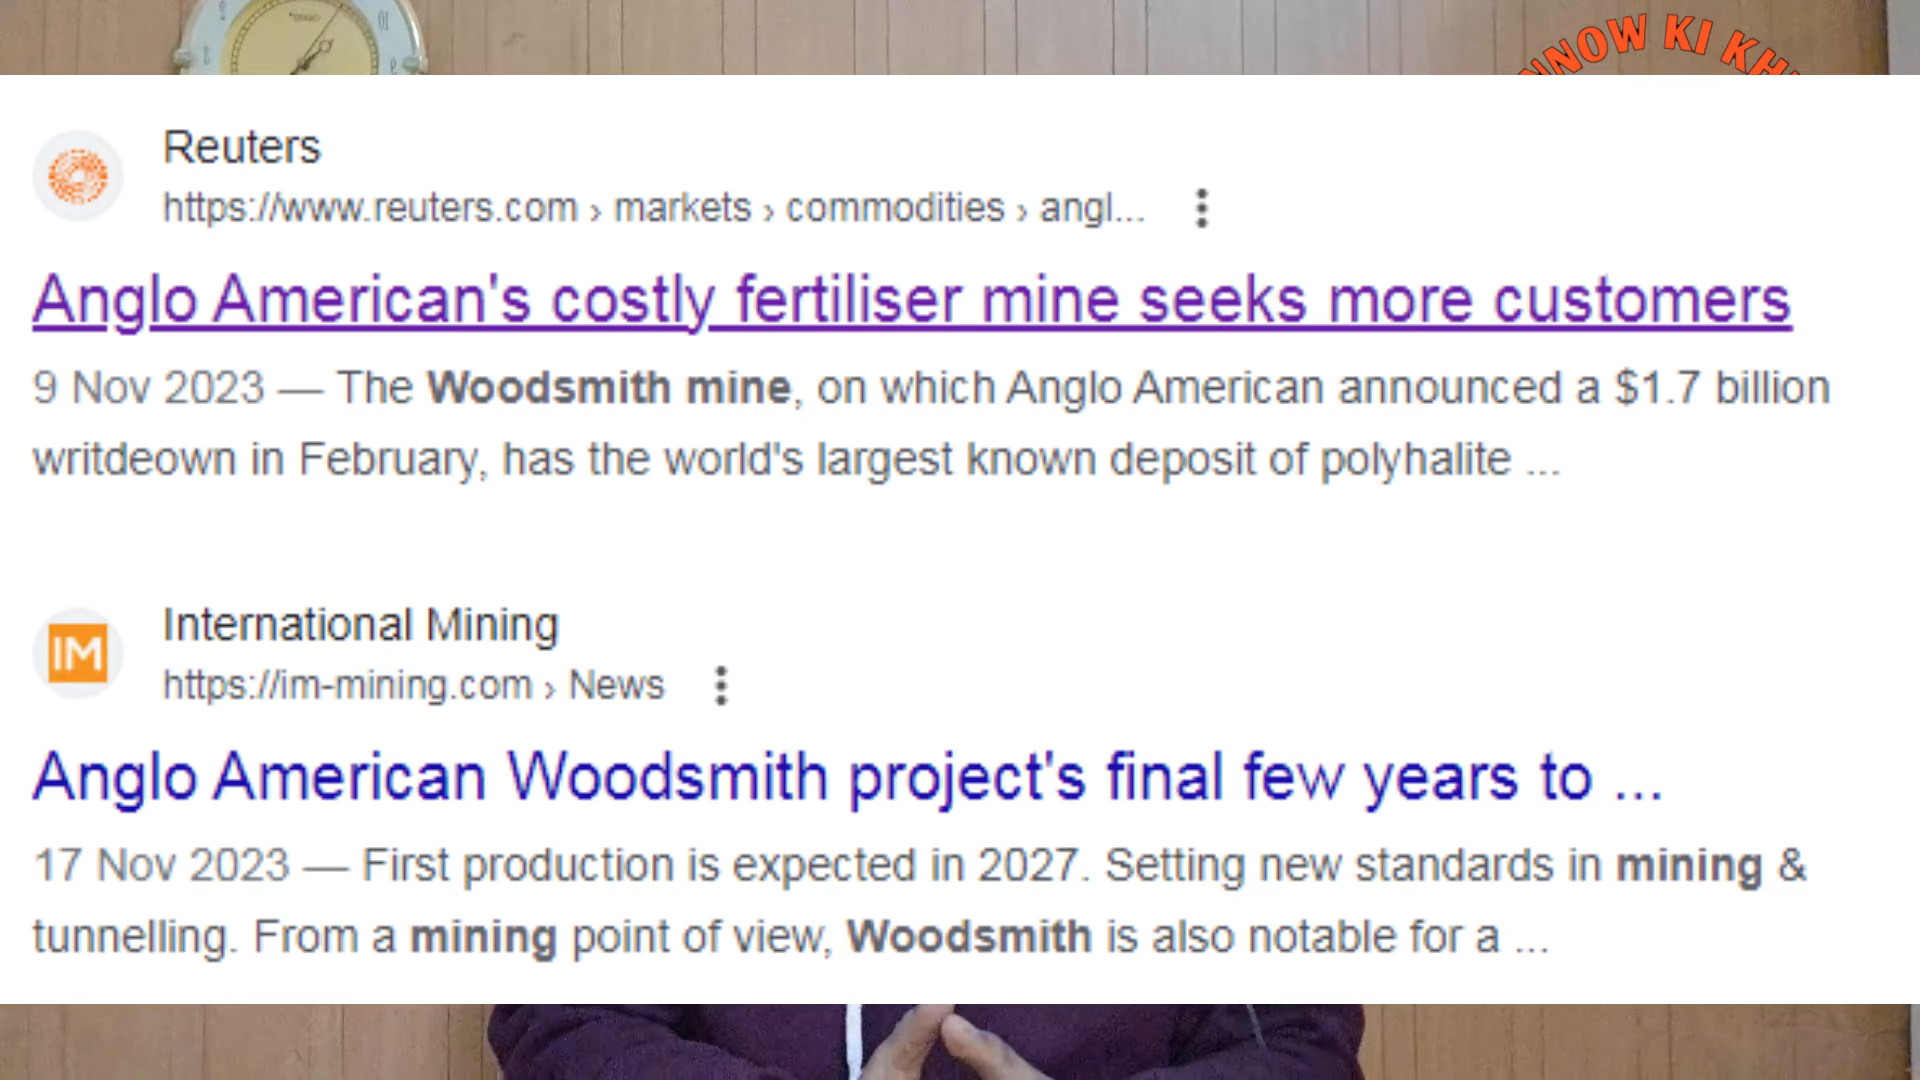 NNOW KI KH
Reuters
https://www.reuters.com › markets › commodities › angl...
Anglo American's costly fertiliser mine seeks more customers
9 Nov 2023 — The Woodsmith mine, on which Anglo American announced a $1.7 billion
writdeown in February, has the world's largest known deposit of polyhalite ...
IM
International Mining
https://im-mining.com › News
Anglo American Woodsmith project's final few years to ...
17 Nov 2023 — First production is expected in 2027. Setting new standards in mining &
tunnelling. From a mining point of view, Woodsmith is also notable for a ...